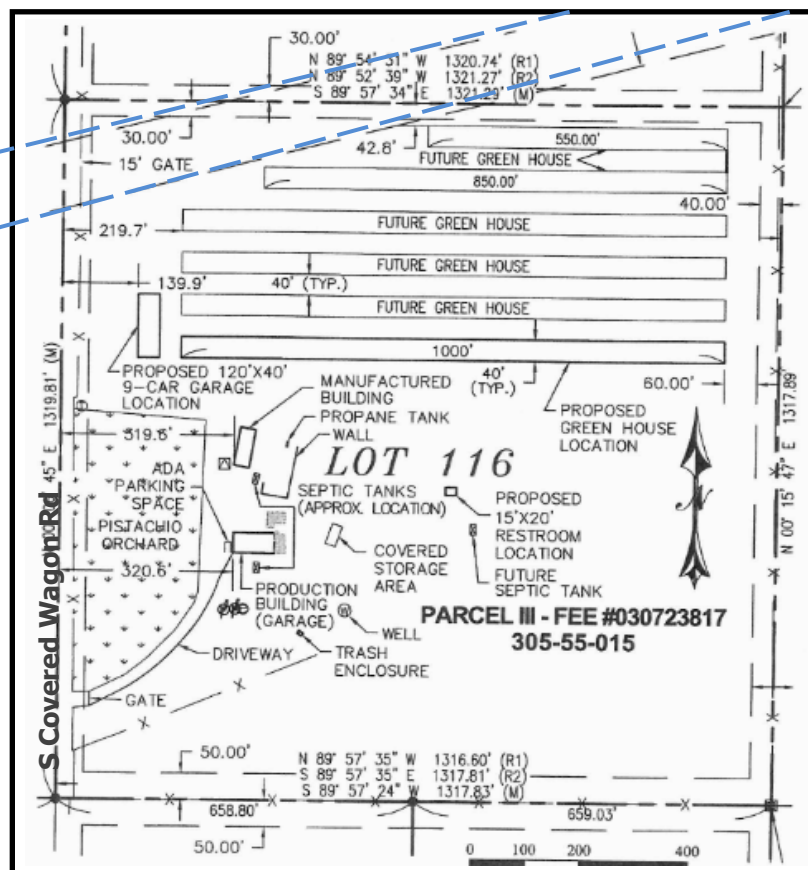 30.00'
N 89° 54' 31" W 1320.74' (R1)
N 89° 52' 39" W 1321.27' (R2)
S 89° 57' 34" E 1321.29' (M)
30.00'
42.8'
550.00'
15' GATE
FUTURE GREEN HOUSE
850.00'
40.00'
219.7'
FUTURE GREEN HOUSE
FUTURE GREEN HOUSE
139.9'
40' (TYP.)
FUTURE GREEN HOUSE
1000'
PROPOSED 120'X40'
9-CAR GARAGE
LOCATION
MANUFACTURED
BUILDING
40'
(TYP.)
60.00'
PROPANE TANK
WALL
PROPOSED
GREEN HOUSE
LOCATION
319.6'
LOT 116
ADA
PARKING
SPACE
SEPTIC TANKS
(APPROX. LOCATION)
PROPOSED
15'X20'
RESTROOM
LOCATION
N
PISTACHIO
ORCHARD
COVERED
STORAGE
AREA
FUTURE
SEPTIC TANK
320.6'
PRODUCTION
BUILDING
(GARAGE)
W
WELL
PARCEL III - FEE #030723817
305-55-015
DRIVEWAY
TRASH
ENCLOSURE
GATE
45" E 1319.81' (M)
S Covered Wagon Rd
N 00° 15' 47" E 1317.89'
50.00'
N 89° 57' 35" W 1316.60' (R1)
S 89° 57' 35" E 1317.81' (R2)
S 89° 57' 24" W 1317.83' (M)
658.80'
659.03'
50.00'
0 100 200 400